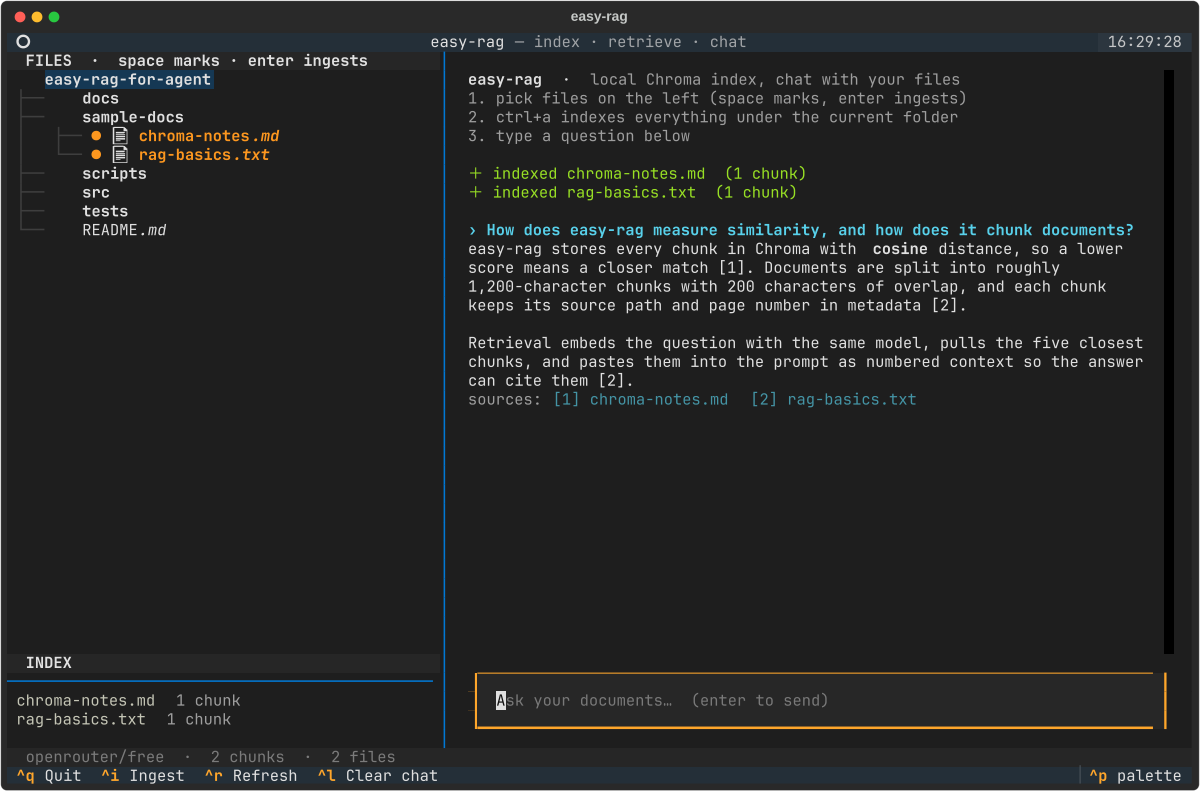 easy-rag
easy-rag — index · retrieve · chat
16:29:28
FILES · space marks · enter ingests
easy-rag-for-agent
docs
sample-docs
chroma-notes.md
rag-basics.txt
scripts
src
tests
README.md
INDEX
chroma-notes.md 1 chunk
rag-basics.txt 1 chunk
easy-rag · local Chroma index, chat with your files
1. pick files on the left (space marks, enter ingests)
2. ctrl+a indexes everything under the current folder
3. type a question below
+ indexed chroma-notes.md (1 chunk)
+ indexed rag-basics.txt (1 chunk)
› How does easy-rag measure similarity, and how does it chunk documents?
easy-rag stores every chunk in Chroma with cosine distance, so a lower
score means a closer match [1]. Documents are split into roughly
1,200-character chunks with 200 characters of overlap, and each chunk
keeps its source path and page number in metadata [2].
Retrieval embeds the question with the same model, pulls the five closest
chunks, and pastes them into the prompt as numbered context so the answer
can cite them [2].
sources: [1] chroma-notes.md [2] rag-basics.txt
Ask your documents… (enter to send)
openrouter/free · 2 chunks · 2 files
^q Quit ^i Ingest ^r Refresh ^l Clear chat
^p palette